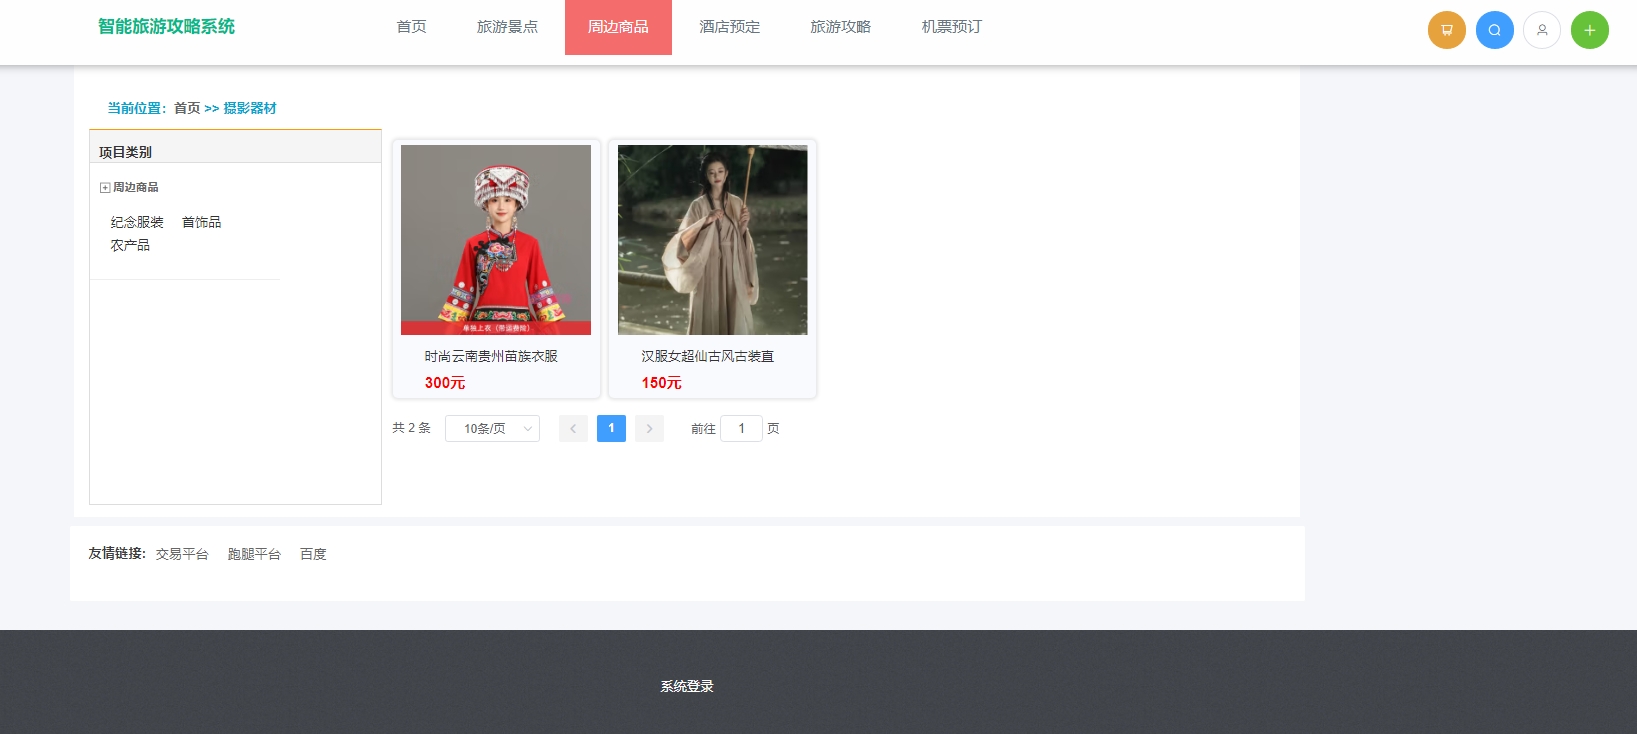 智能旅游攻略系统 首页 旅游景点 周边商品 酒店预定 旅游攻略 机票预订
当前位置：首页 >> 摄影器材
项目类别
周边商品
纪念服装 首饰品
农产品
单独上衣（带运费险）
时尚云南贵州苗族衣服
300元
汉服女超仙古风古装直
150元
共 2 条 10条/页 1 前往 1 页
友情链接: 交易平台 跑腿平台 百度
系统登录